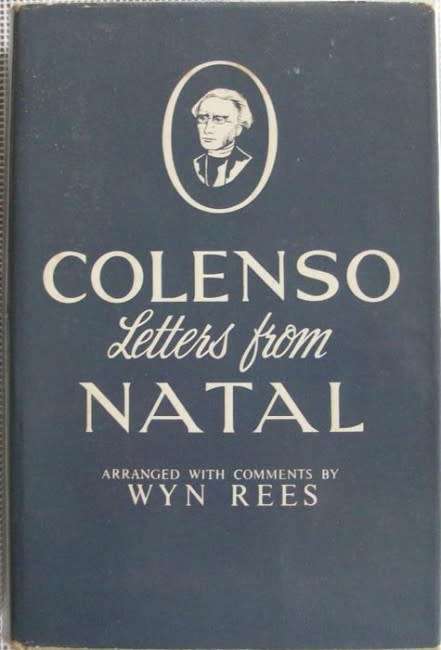 COLENSO
Letters from
NATAL
ARRANGED WITH COMMENTS BY
WYN REES